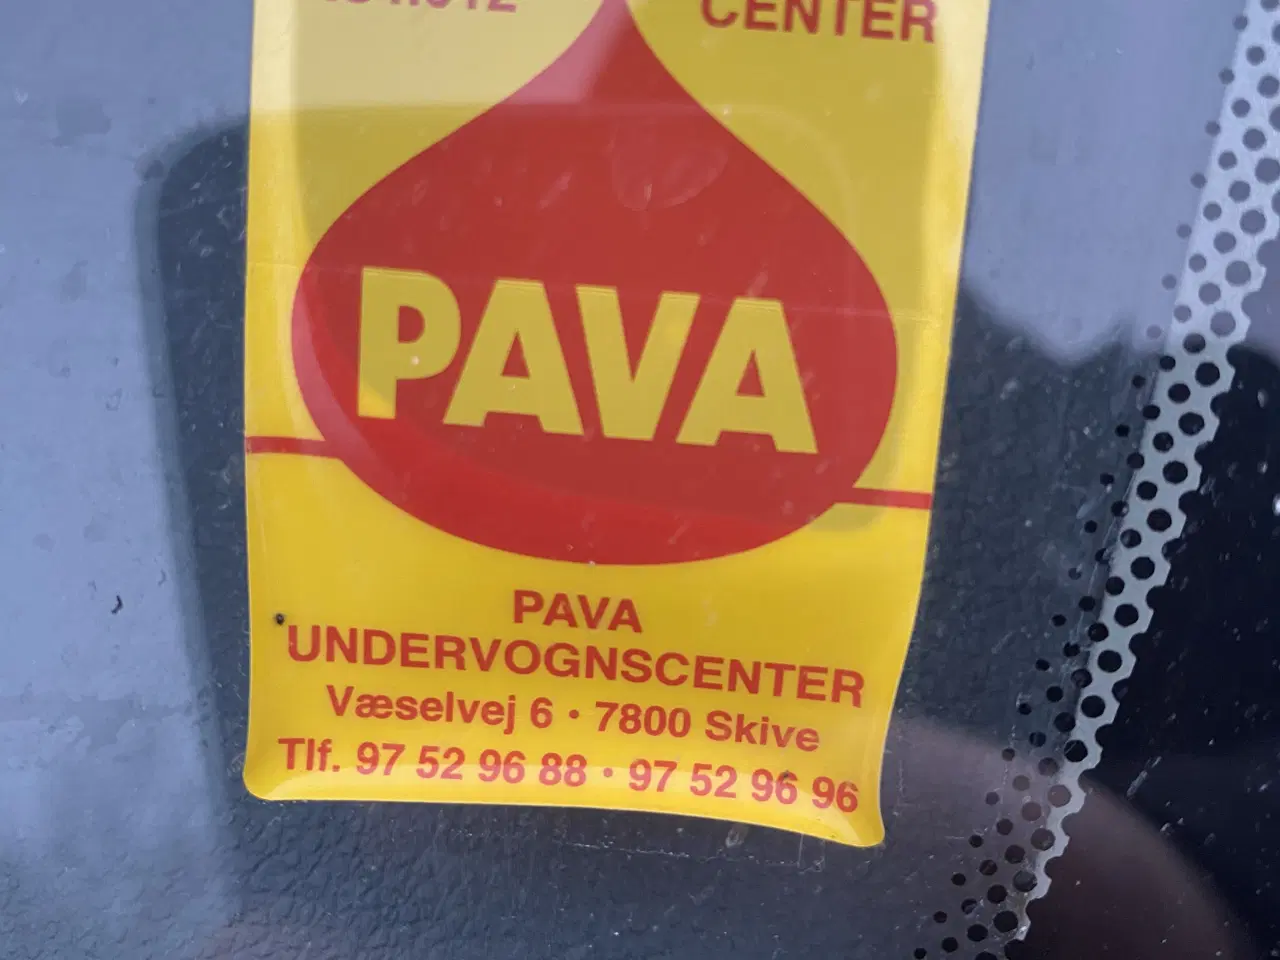 CENTER
PAVA
PAVA
UNDERVOGNSCENTER
Væselvej 6 • 7800 Skive
Tlf. 97 52 96 88 • 97 52 96 96